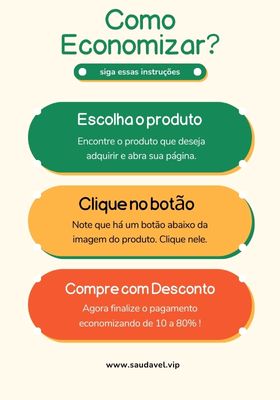 Como
Economizar?
siga essas instruções
Escolha o produto
Encontre o produto que deseja
adquirir e abra sua página.
Clique no botão
Note que há um botão abaixo da
imagem do produto. Clique nele.
Compre com Desconto
Agora finalize o pagamento
economizando de 10 a 80% !
www.saudavel.vip